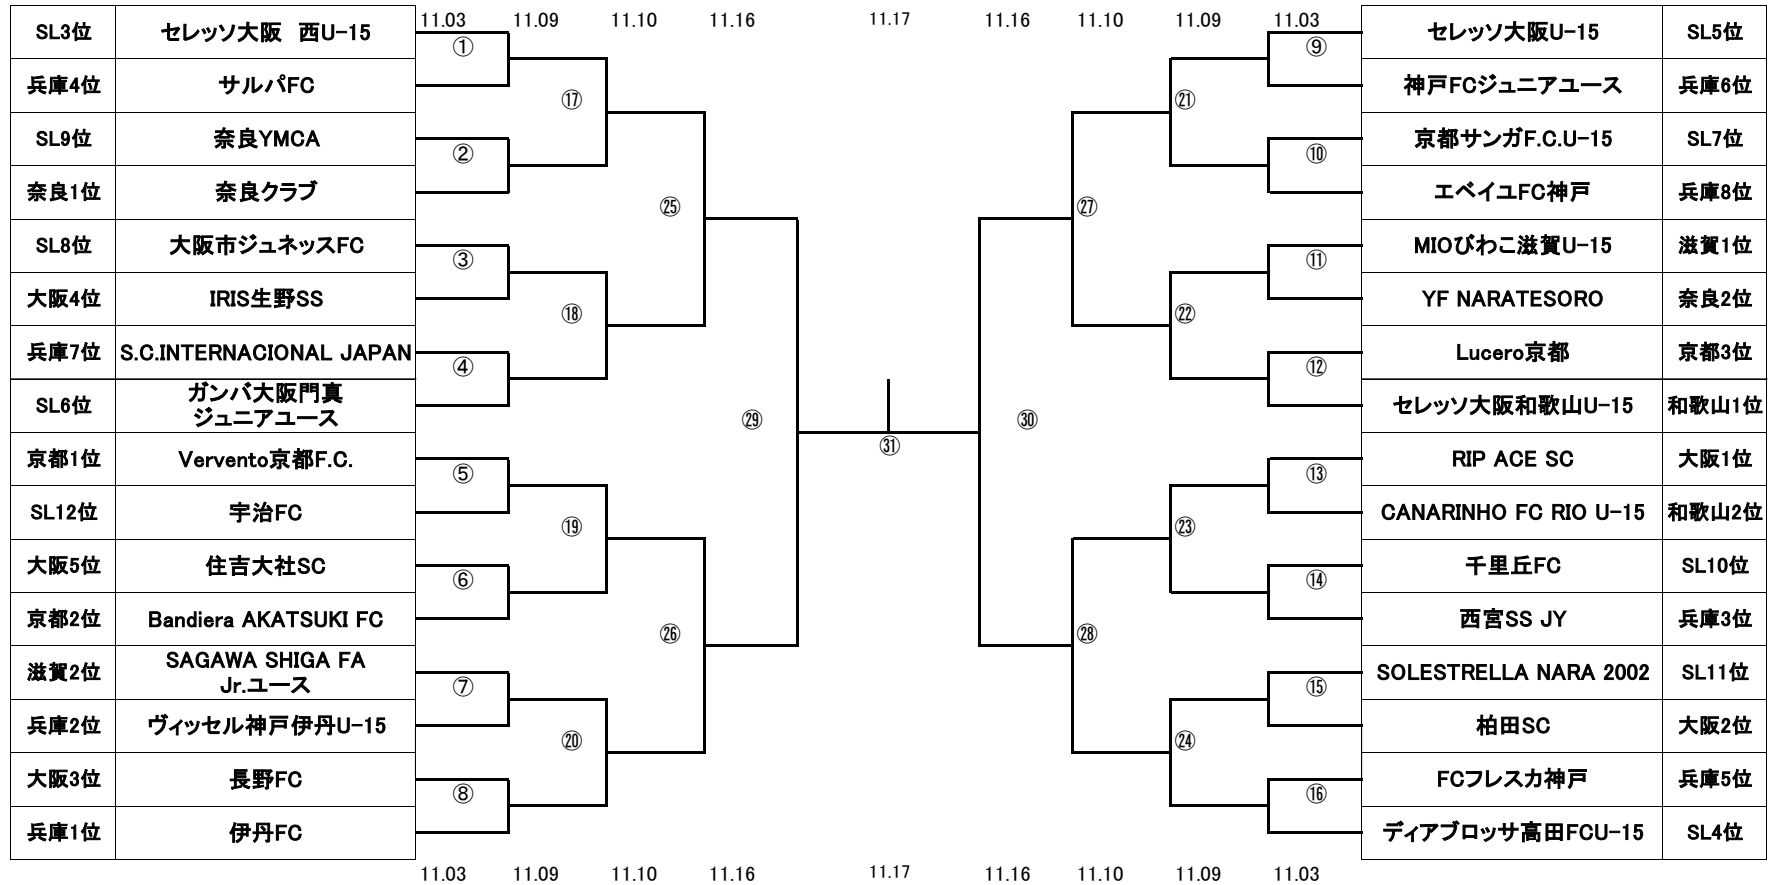 11.03 11.09 11.10 11.16 11.17 11.16 11.10 11.09 11.03
SL3位 セレッソ大阪　西U-15 ① ⑨ セレッソ大阪U-15 SL5位
兵庫4位 サルパFC 神戸FCジュニアユース 兵庫6位
⑰ ㉑
SL9位 奈良YMCA ② ⑩ 京都サンガF.C.U-15 SL7位
奈良1位 奈良クラブ エベイユFC神戸 兵庫8位
㉕ ㉗
SL8位 大阪市ジュネッスFC ③ ⑪ MIOびわこ滋賀U-15 滋賀1位
大阪4位 IRIS生野SS YF NARATESORO 奈良2位
⑱ ㉒
兵庫7位 S.C.INTERNACIONAL JAPAN ④ ⑫ Lucero京都 京都3位
SL6位 ガンバ大阪門真
ジュニアユース セレッソ大阪和歌山U-15 和歌山1位
㉙ ㉛ ㉚
京都1位 Vervento京都F.C. ⑤ ⑬ RIP ACE SC 大阪1位
SL12位 宇治FC CANARINHO FC RIO U-15 和歌山2位
⑲ ㉓
大阪5位 住吉大社SC ⑥ ⑭ 千里丘FC SL10位
京都2位 Bandiera AKATSUKI FC 西宮SS JY 兵庫3位
㉖ ㉘
滋賀2位 SAGAWA SHIGA FA
Jr.ユース ⑦ ⑮ SOLESTRELLA NARA 2002 SL11位
兵庫2位 ヴィッセル神戸伊丹U-15 柏田SC 大阪2位
⑳ ㉔
大阪3位 長野FC ⑧ ⑯ FCフレスカ神戸 兵庫5位
兵庫1位 伊丹FC ディアブロッサ高田FCU-15 SL4位
11.03 11.09 11.10 11.16 11.17 11.16 11.10 11.09 11.03